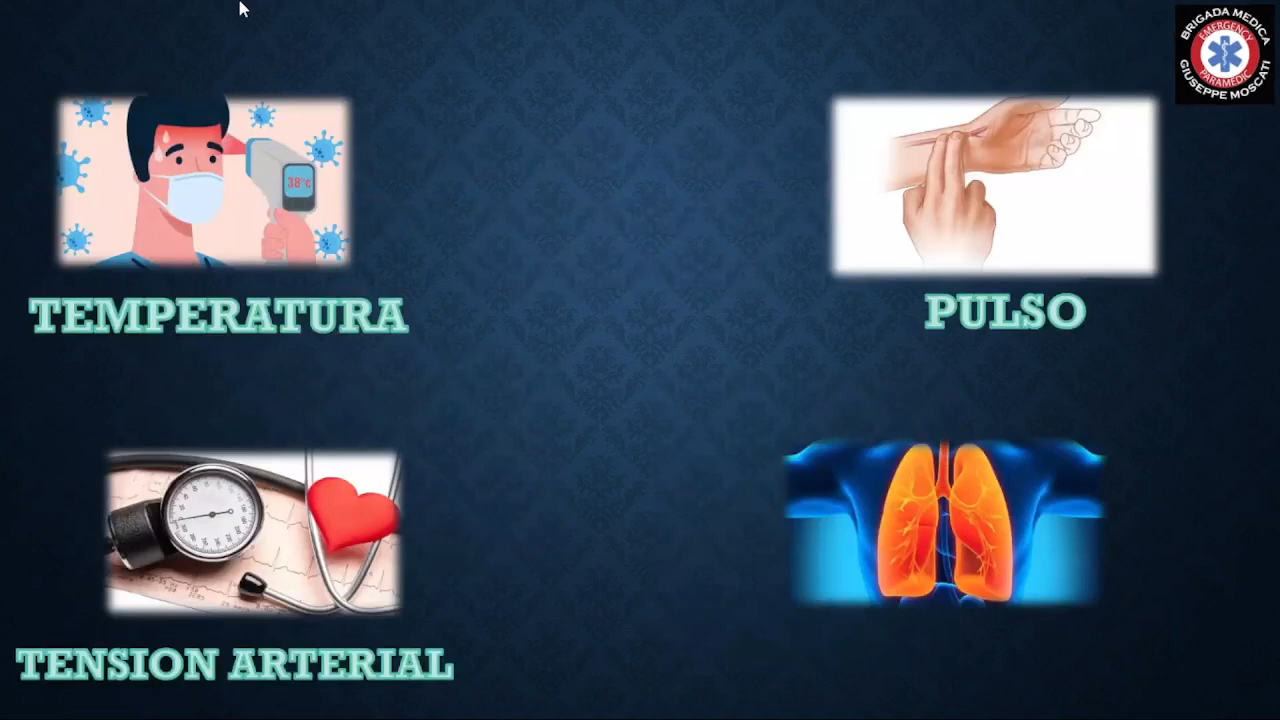 BRIGADA MEDICA
EMERGENCY
PARAMEDIC
GIUSEPPE MOSCATI
38°c
TEMPERATURA
PULSO
TENSION ARTERIAL